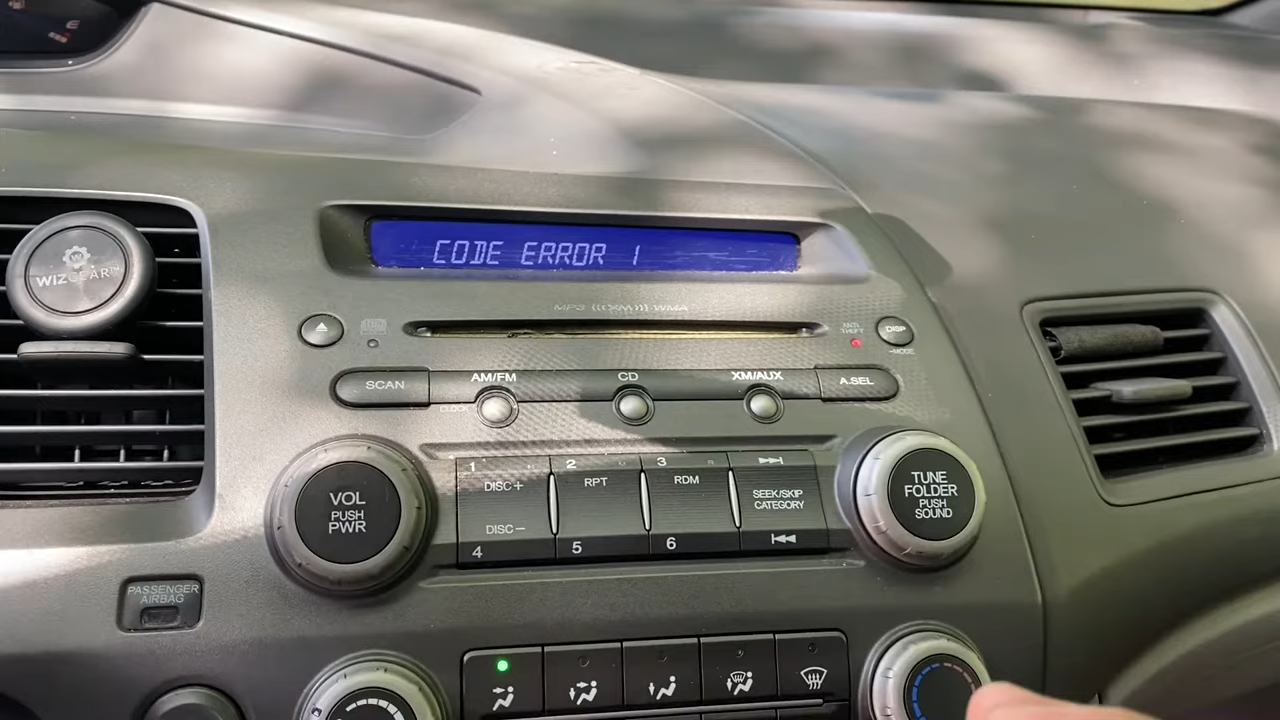 WIZGEAR™
CODE ERROR 1
MP3 (((XM))) WMA
ANTI
THEFT
DISP
-MODE
SCAN
AM/FM
CLOCK
CD
XM/AUX
A.SEL
VOL
PUSH
PWR
1
DISC+
DISC-
4
2
RPT
5
3
RDM
6
SEEK/SKIP
CATEGORY
TUNE
FOLDER
PUSH
SOUND
PASSENGER
AIRBAG